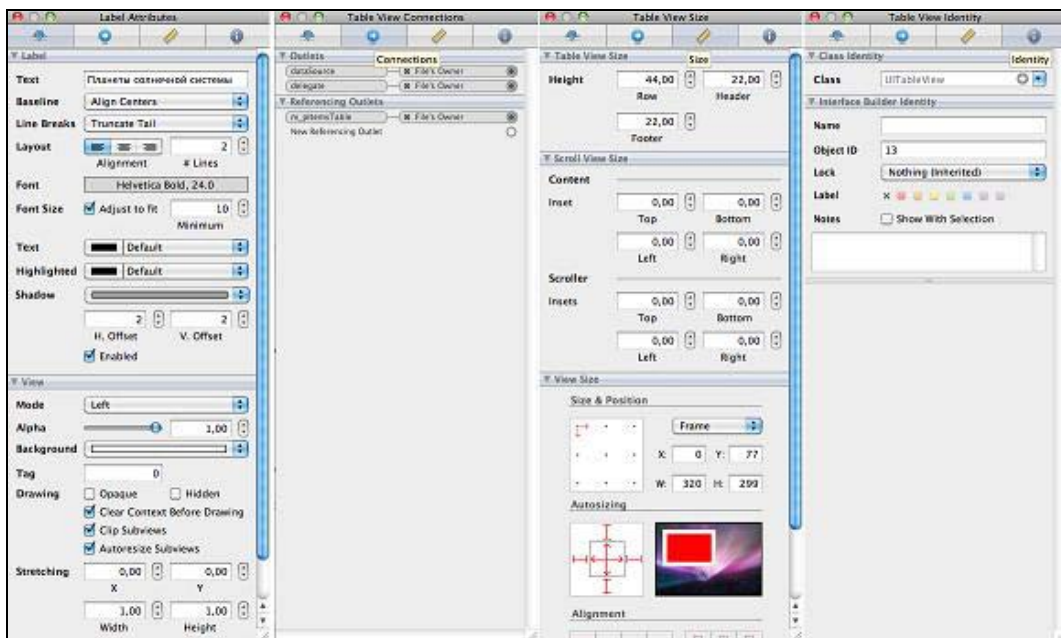 Label Attributes
Label
Text Планеты солнечной системы
Baseline Align Centers
Line Breaks Truncate Tail
Layout 2
Alignment # Lines
Font Helvetica Bold, 24.0
Font Size Adjust to fit 10
Minimum
Text Default
Highlighted Default
Shadow
2 2
H. Offset V. Offset
Enabled
View
Mode Left
Alpha 1,00
Background
Tag 0
Drawing Opaque Hidden
Clear Context Before Drawing
Clip Subviews
Autoresize Subviews
Stretching 0,00 0,00
X Y
1,00 1,00
Width Height
Table View Connections
Outlets
Connections
dataSource File's Owner
delegate File's Owner
Referencing Outlets
m_pItemsTable File's Owner
New Referencing Outlet
Table View Size
Table View Size
Size
Height 44,00 22,00
Row Header
22,00
Footer
Scroll View Size
Content
Inset 0,00 0,00
Top Bottom
0,00 0,00
Left Right
Scroller
Insets 0,00 0,00
Top Bottom
0,00 0,00
Left Right
View Size
Size & Position
Frame
X: 0 Y: 77
W: 320 H: 299
Autosizing
Alignment
Table View Identity
Class Identity
Identity
Class UITableView
Interface Builder Identity
Name
Object ID 13
Lock Nothing (Inherited)
Label
Notes Show With Selection